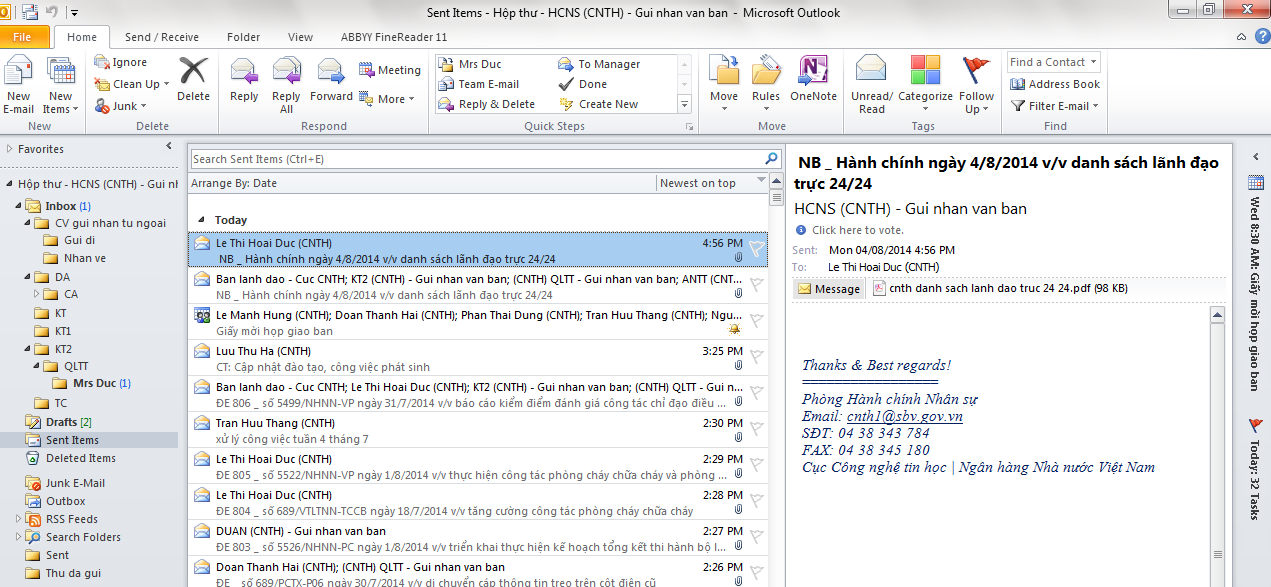 Sent Items - Hộp thư - HCNS (CNTH) - Gui nhan van ban - Microsoft Outlook
File Home Send / Receive Folder View ABBYY FineReader 11
New E-mail
New Items
New
Ignore
Clean Up
Junk
Delete
Delete
Reply
Reply All
Forward
Meeting
More
Respond
Mrs Duc
Team E-mail
Reply & Delete
To Manager
Done
Create New
Quick Steps
Move
Rules
OneNote
Move
Unread/ Read
Categorize
Follow Up
Tags
Find a Contact
Address Book
Filter E-mail
Find
Favorites
Hộp thư - HCNS (CNTH) - Gui nh
Inbox (1)
CV gui nhan tu ngoai
Gui di
Nhan ve
DA
CA
KT
KT1
KT2
QLTT
Mrs Duc (1)
TC
Drafts [2]
Sent Items
Deleted Items
Junk E-Mail
Outbox
RSS Feeds
Search Folders
Sent
Thu da gui
Search Sent Items (Ctrl+E)
Arrange By: Date Newest on top
Today
Le Thi Hoai Duc (CNTH) 4:56 PM
NB _ Hành chính ngày 4/8/2014 v/v danh sách lãnh đạo trực 24/24
Ban lanh dao - Cuc CNTH; KT2 (CNTH) - Gui nhan van ban; (CNTH) QLTT - Gui nhan van ban; ANTT (CNT...
NB _ Hành chính ngày 4/8/2014 v/v danh sách lãnh đạo trực 24/24
Le Manh Hung (CNTH); Doan Thanh Hai (CNTH); Phan Thai Dung (CNTH); Tran Huu Thang (CNTH); Ngu...
Giấy mời họp giao ban
Luu Thu Ha (CNTH) 3:25 PM
CT: Cập nhật đào tạo, công việc phát sinh
Ban lanh dao - Cuc CNTH; Le Thi Hoai Duc (CNTH); KT2 (CNTH) - Gui nhan van ban; (CNTH) QLTT - Gui n...
ĐE 806 _ số 5499/NHNN-VP ngày 31/7/2014 v/v báo cáo kiểm điểm đánh giá công tác chỉ đạo điều ...
Tran Huu Thang (CNTH) 2:30 PM
xử lý công việc tuần 4 tháng 7
Le Thi Hoai Duc (CNTH) 2:29 PM
ĐE 805 _ số 5522/NHNN-VP ngày 1/8/2014 v/v thực hiện công tác phòng cháy chữa cháy và phòng ...
Le Thi Hoai Duc (CNTH) 2:28 PM
ĐE 804 _ số 689/VTLTNN-TCCB ngày 18/7/2014 v/v tăng cường công tác phòng cháy chữa cháy
DUAN (CNTH) - Gui nhan van ban 2:27 PM
ĐE 803 _ số 5526/NHNN-PC ngày 1/8/2014 v/v triển khai thực hiện kế hoạch tổng kết thi hành bộ l...
Doan Thanh Hai (CNTH); (CNTH) QLTT - Gui nhan van ban 2:26 PM
ĐE _ số 689/PCTX-P06 ngày 30/7/2014 v/v di chuyển cáp thông tin treo trên cột điện cũ
NB _ Hành chính ngày 4/8/2014 v/v danh sách lãnh đạo trực 24/24
HCNS (CNTH) - Gui nhan van ban
Click here to vote.
Sent: Mon 04/08/2014 4:56 PM
To: Le Thi Hoai Duc (CNTH)
Message cnth danh sach lanh dao truc 24 24.pdf (98 KB)
Thanks & Best regards!
=================
Phòng Hành chính Nhân sự
Email: cnth1@sbv.gov.vn
SĐT: 04 38 343 784
FAX: 04 38 345 180
Cục Công nghệ tin học | Ngân hàng Nhà nước Việt Nam
Wed 8:30 AM: Giấy mời họp giao ban
Today: 32 Tasks